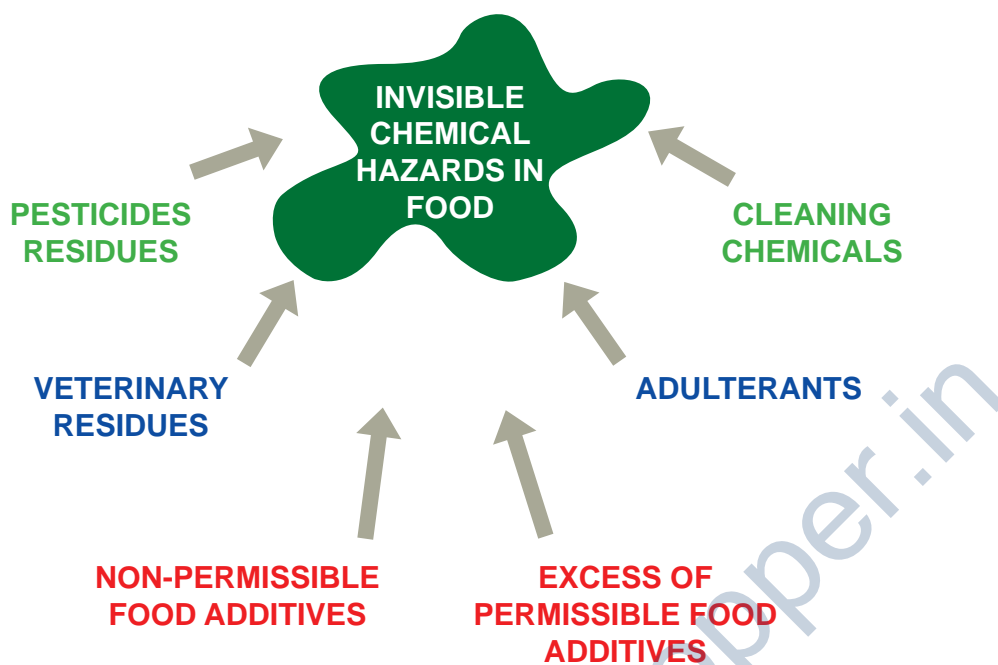 INVISIBLE
CHEMICAL
HAZARDS IN
FOOD
PESTICIDES
RESIDUES
CLEANING
CHEMICALS
VETERINARY
RESIDUES
ADULTERANTS
NON-PERMISSIBLE
FOOD ADDITIVES
EXCESS OF
PERMISSIBLE FOOD
ADDITIVES